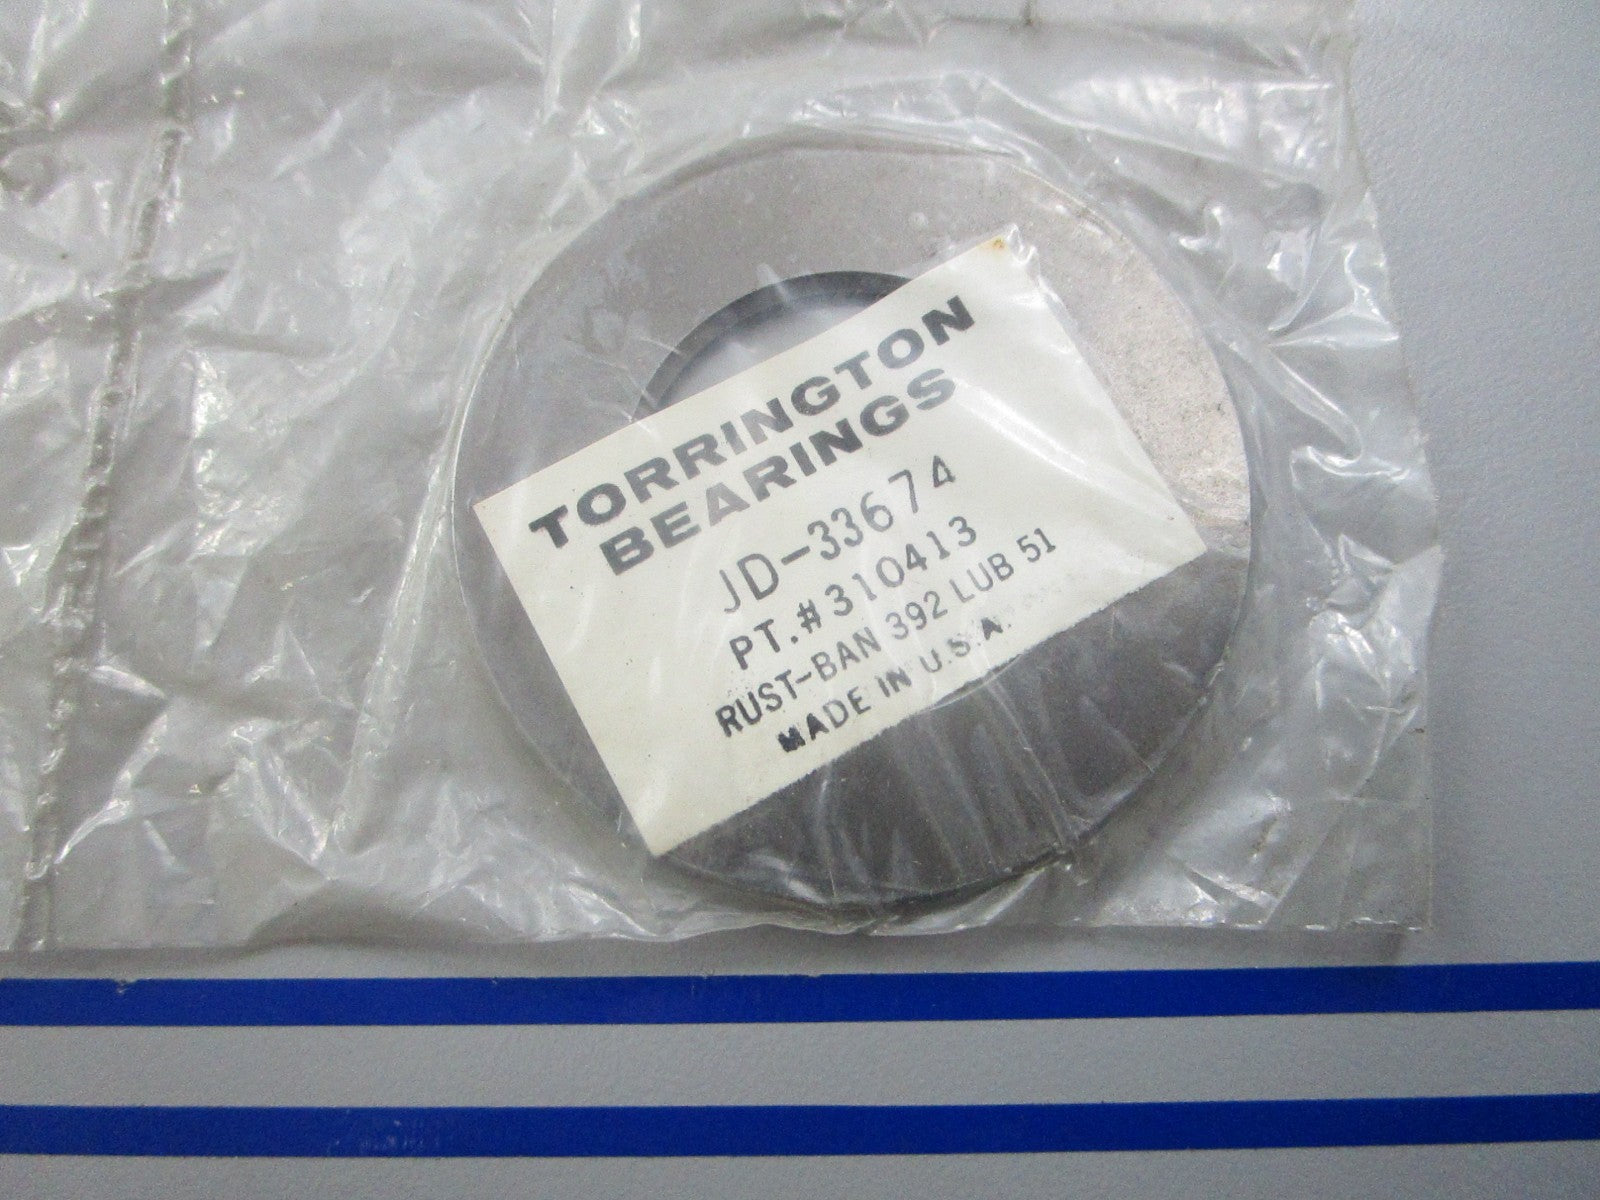 TORRINGTON
BEARINGS
JD-33674
PT.#310413
RUST-BAN 392 LUB 51
MADE IN U.S.A.